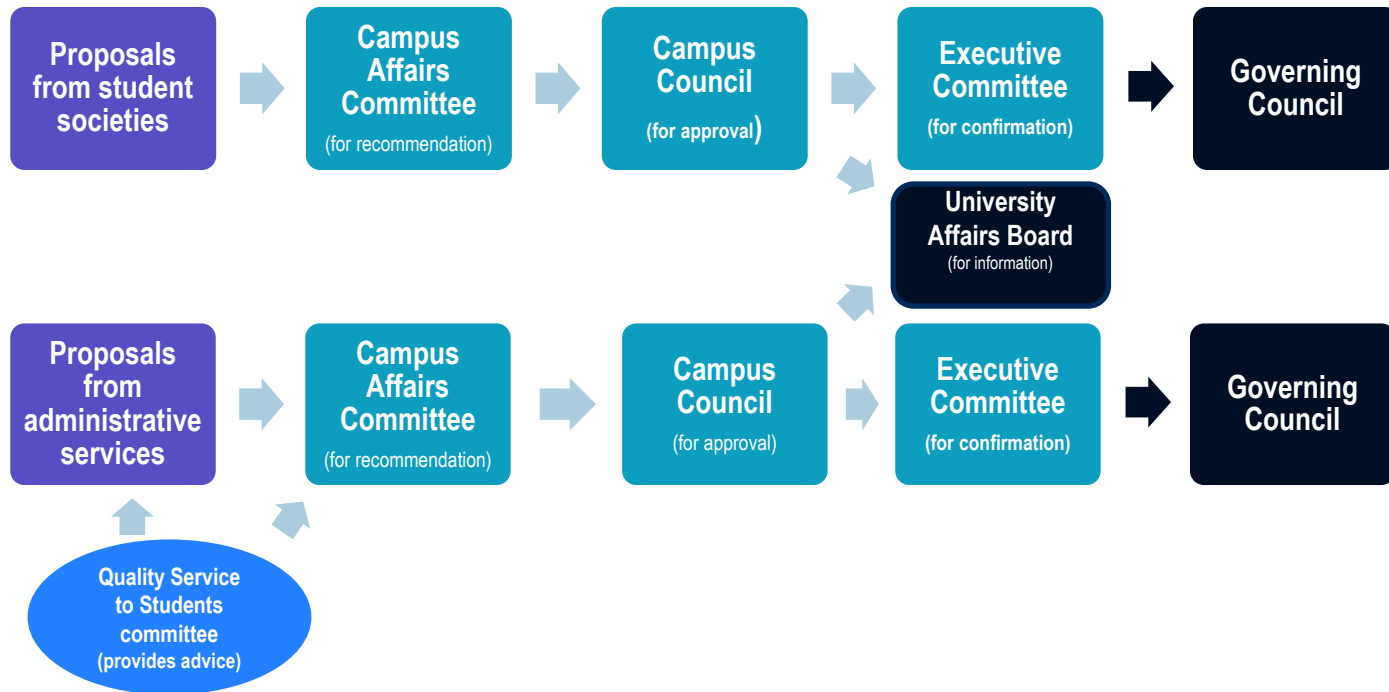 Proposals
from student
societies
Campus
Affairs
Committee
(for recommendation)
Campus
Council
(for approval)
Executive
Committee
(for confirmation)
Governing
Council
University
Affairs Board
(for information)
Proposals
from
administrative
services
Campus
Affairs
Committee
(for recommendation)
Campus
Council
(for approval)
Executive
Committee
(for confirmation)
Governing
Council
Quality Service
to Students
committee
(provides advice)